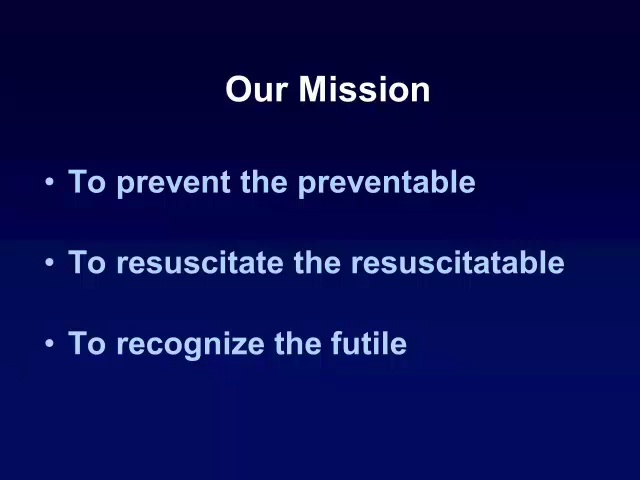 Our Mission
• To prevent the preventable
• To resuscitate the resuscitatable
• To recognize the futile